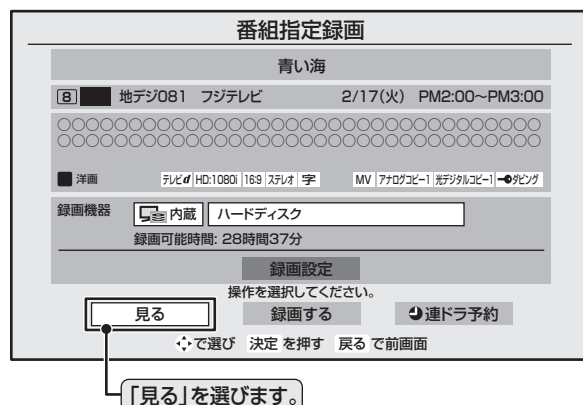 番組指定録画
青い海
8 地デジ081 フジテレビ 2/17(火) PM2:00~PM3:00
○○○○○○○○○○○○○○○○○○○○○○○○○○○
○○○○○○○○○○○○○○○○○○○○○○○○○○○
洋画 テレビd HD:1080i 16:9 ステレオ 字 MV アナログコピー1 光デジタルコピー1 ダビング
録画機器 内蔵 ハードディスク
録画可能時間: 28時間37分
録画設定
操作を選択してください。
見る 録画する 連ドラ予約
で選び 決定 を押す 戻る で前画面
「見る」を選びます。